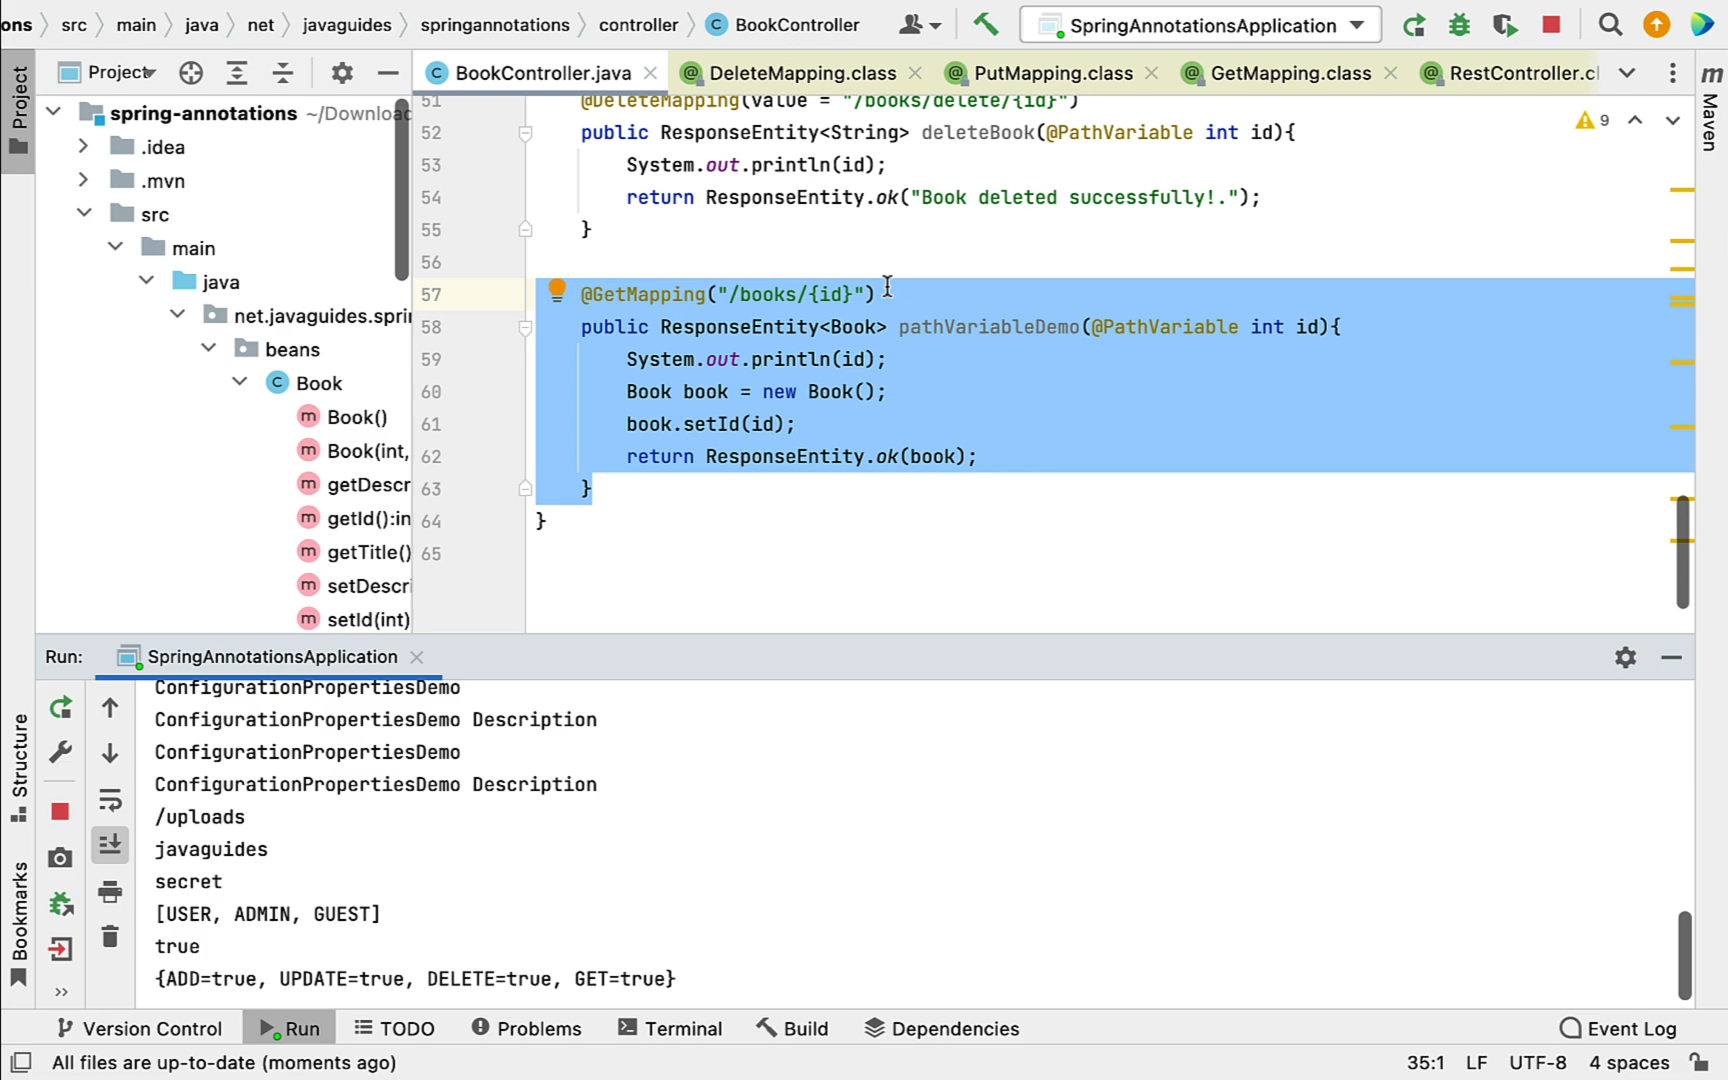 ons src main java net javaguides springannotations controller BookController SpringAnnotationsApplication
Project BookController.java DeleteMapping.class PutMapping.class GetMapping.class RestController.cl
spring-annotations ~/Downloac
.idea
.mvn
src
main
java
net.javaguides.sprin
beans
Book
Book()
Book(int,
getDescr
getId():in
getTitle()
setDescri
setId(int)
51 @DeleteMapping(value = "/books/delete/{id}")
52 public ResponseEntity<String> deleteBook(@PathVariable int id){
53 System.out.println(id);
54 return ResponseEntity.ok("Book deleted successfully!.");
55 }
56
57 @GetMapping("/books/{id}")
58 public ResponseEntity<Book> pathVariableDemo(@PathVariable int id){
59 System.out.println(id);
60 Book book = new Book();
61 book.setId(id);
62 return ResponseEntity.ok(book);
63 }
64 }
65
9
Project
Structure
Bookmarks
m Maven
Run: SpringAnnotationsApplication
ConfigurationPropertiesDemo
ConfigurationPropertiesDemo Description
ConfigurationPropertiesDemo
ConfigurationPropertiesDemo Description
/uploads
javaguides
secret
[USER, ADMIN, GUEST]
true
{ADD=true, UPDATE=true, DELETE=true, GET=true}
Version Control Run TODO Problems Terminal Build Dependencies Event Log
All files are up-to-date (moments ago) 35:1 LF UTF-8 4 spaces